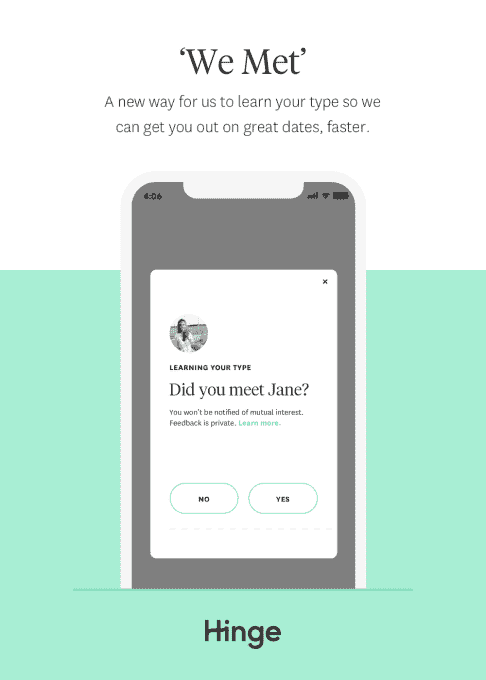 ‘We Met’
A new way for us to learn your type so we
can get you out on great dates, faster.
4:06
×
LEARNING YOUR TYPE
Did you meet Jane?
You won't be notified of mutual interest.
Feedback is private. Learn more.
NO YES
Hinge